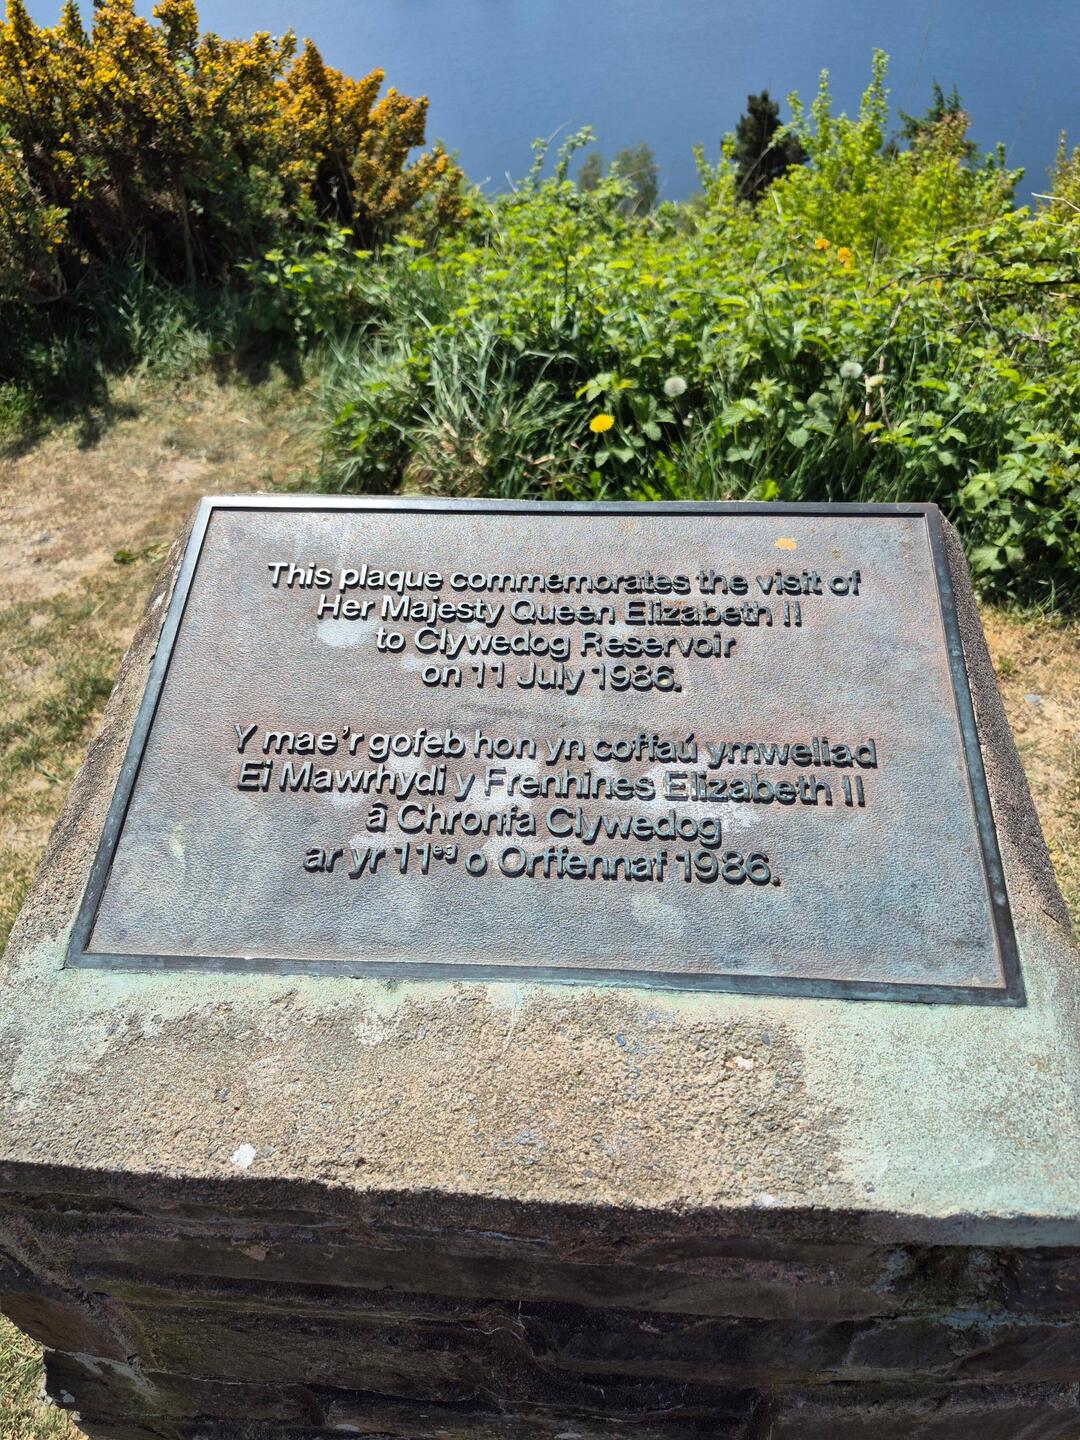 This plaque commemorates the visit of
Her Majesty Queen Elizabeth II
to Clywedog Reservoir
on 11 July 1986.
Y mae'r gofeb hon yn coffaú ymweliad
Ei Mawrhydi y Frenhines Elizabeth II
â Chronfa Clywedog
ar yr 11eg o Orffennaf 1986.